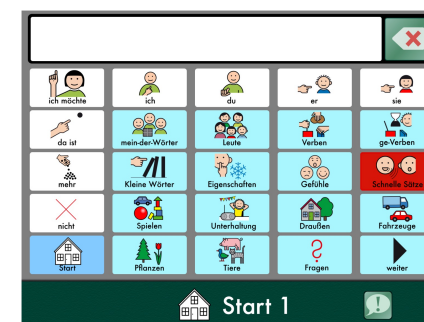 ich möchte
ich
du
er
sie
da ist
mein-der-Wörter
Leute
Verben
ge-Verben
mehr
Kleine Wörter
Eigenschaften
Gefühle
Schnelle Sätze
nicht
Spielen
Unterhaltung
Draußen
Fahrzeuge
Start
Pflanzen
Tiere
Fragen
weiter
Start 1